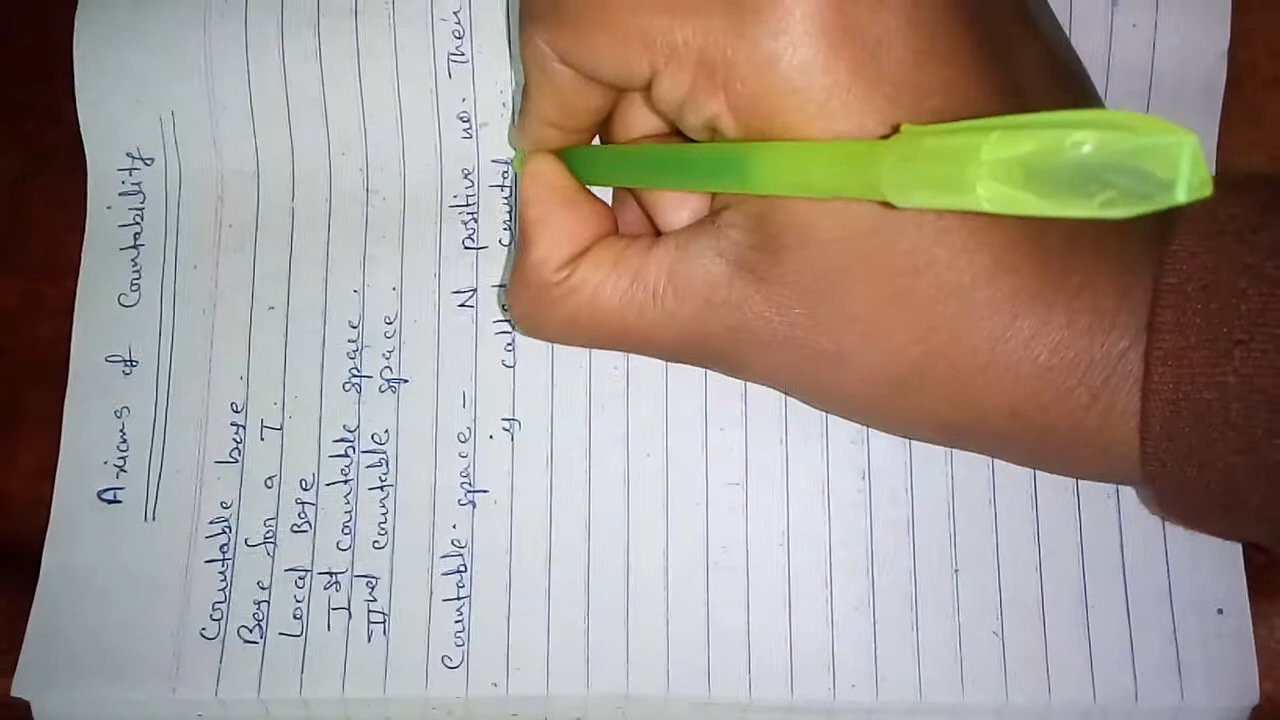 Axioms of Countability
Countable base.
Base for a T.
Local Base
Ist countable space.
IInd countable space.
Countable space - N positive no. Then
is called